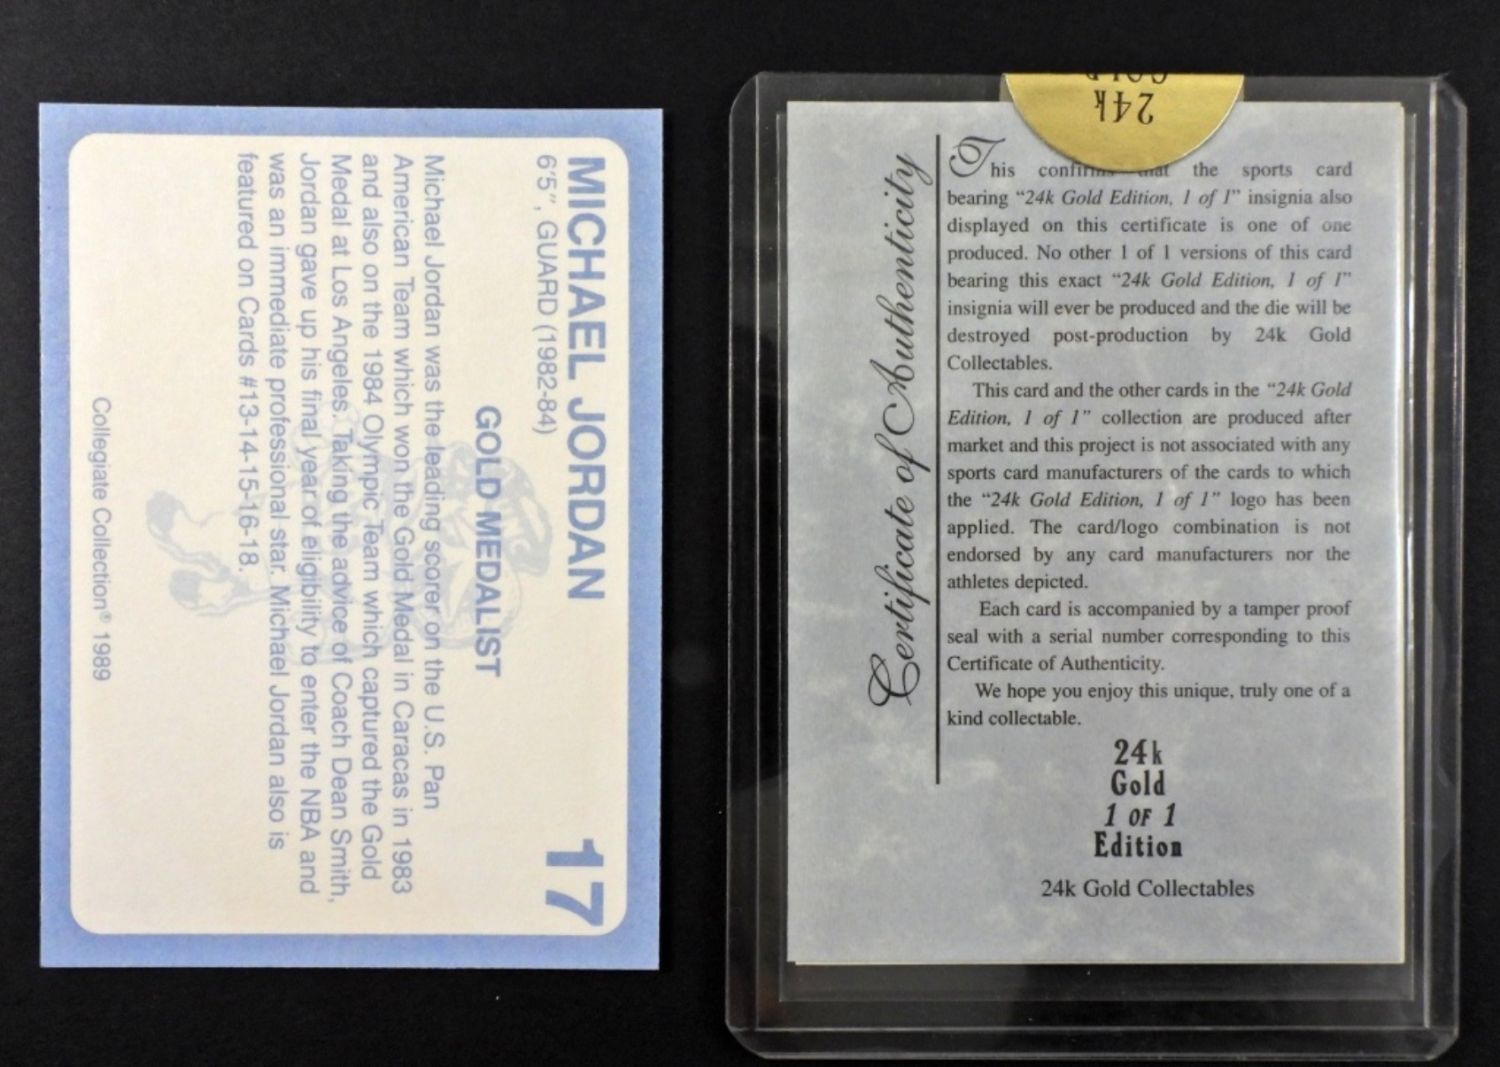 MICHAEL JORDAN
17
6'5", GUARD (1982-84)
GOLD MEDALIST
Michael Jordan was the leading scorer on the U.S. Pan
American Team which won the Gold Medal in Caracas in 1983
and also on the 1984 Olympic Team which captured the Gold
Medal at Los Angeles. Taking the advice of Coach Dean Smith,
Jordan gave up his final year of eligibility to enter the NBA and
was an immediate professional star. Michael Jordan also is
featured on Cards #13-14-15-16-18.
Collegiate Collection® 1989
24k
GOLD
Certificate of Authenticity
This confirms that the sports card
bearing “24k Gold Edition, 1 of 1” insignia also
displayed on this certificate is one of one
produced. No other 1 of 1 versions of this card
bearing this exact “24k Gold Edition, 1 of 1”
insignia will ever be produced and the die will be
destroyed post-production by 24k Gold
Collectables.
This card and the other cards in the “24k Gold
Edition, 1 of 1” collection are produced after
market and this project is not associated with any
sports card manufacturers of the cards to which
the “24k Gold Edition, 1 of 1” logo has been
applied. The card/logo combination is not
endorsed by any card manufacturers nor the
athletes depicted.
Each card is accompanied by a tamper proof
seal with a serial number corresponding to this
Certificate of Authenticity.
We hope you enjoy this unique, truly one of a
kind collectable.
24k
Gold
1 OF 1
Edition
24k Gold Collectables